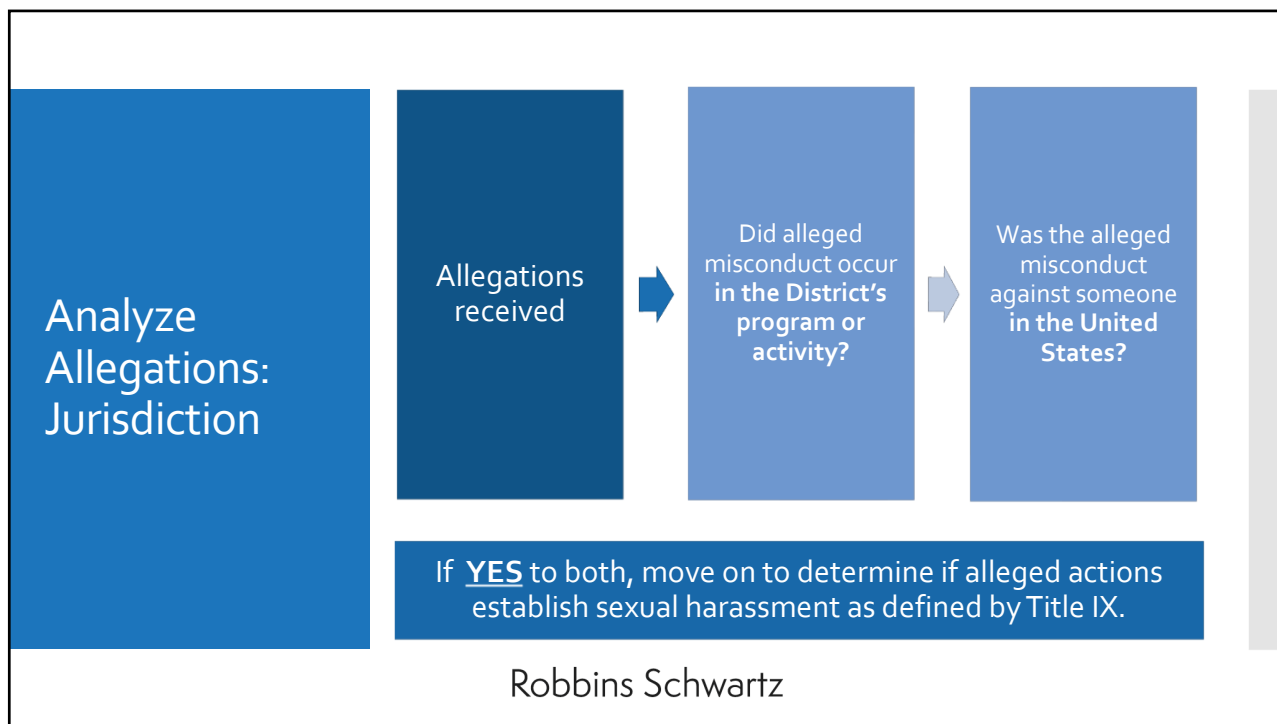 Analyze
Allegations:
Jurisdiction
Allegations
received
Did alleged
misconduct occur
in the District's
program or
activity?
Was the alleged
misconduct
against someone
in the United
States?
If YES to both, move on to determine if alleged actions
establish sexual harassment as defined by Title IX.
Robbins Schwartz